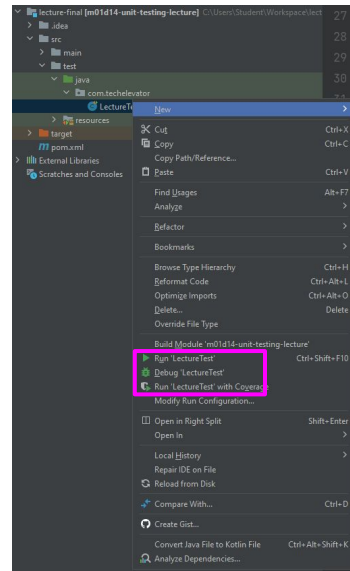 lecture-final [m01d14-unit-testing-lecture] C:\Users\Student\Workspace\lect
27
.idea
28
src
29
main
test
30
java
com.techelevator
LectureTe
New
resources
Cut Ctrl+X
target
Copy Ctrl+C
pom.xml
Copy Path/Reference...
External Libraries
Paste Ctrl+V
Scratches and Consoles
Find Usages Alt+F7
Analyze
Refactor
Bookmarks
Browse Type Hierarchy Ctrl+H
Reformat Code Ctrl+Alt+L
Optimize Imports Ctrl+Alt+O
Delete... Delete
Override File Type
Build Module 'm01d14-unit-testing-lecture'
Run 'LectureTest' Ctrl+Shift+F10
Debug 'LectureTest'
Run 'LectureTest' with Coverage
Modify Run Configuration...
Open in Right Split Shift+Enter
Open In
Local History
Repair IDE on File
Reload from Disk
Compare With... Ctrl+D
Create Gist...
Convert Java File to Kotlin File Ctrl+Alt+Shift+K
Analyze Dependencies...